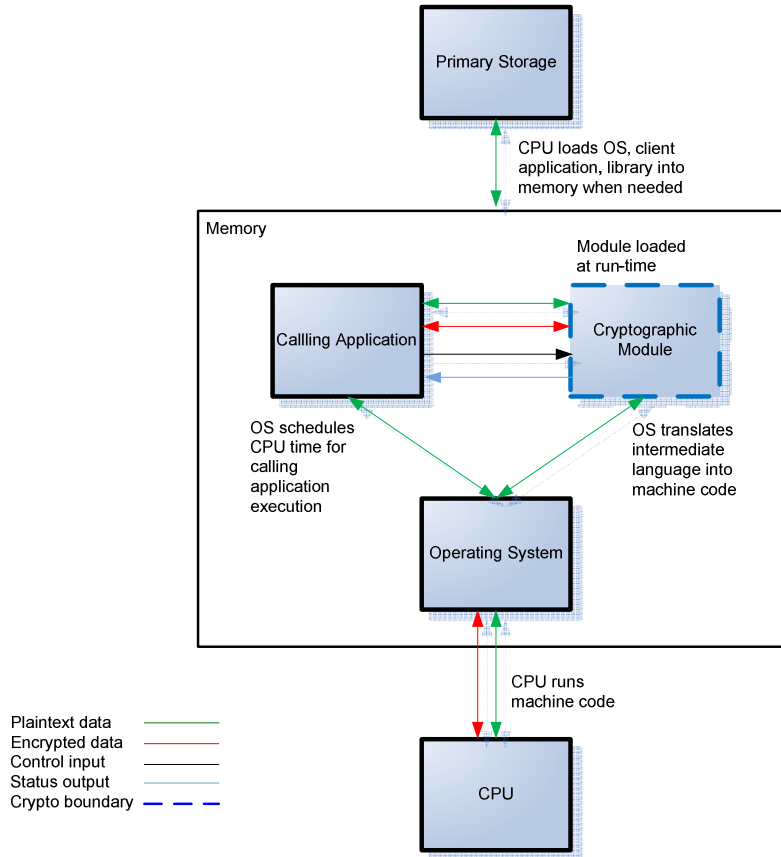 Primary Storage
CPU loads OS, client
application, library into
memory when needed
Memory
Module loaded
at run-time
Callling Application
Cryptographic
Module
OS schedules
CPU time for
calling
application
execution
OS translates
intermediate
language into
machine code
Operating System
CPU runs
machine code
Plaintext data
Encrypted data
Control input
Status output
Crypto boundary
CPU